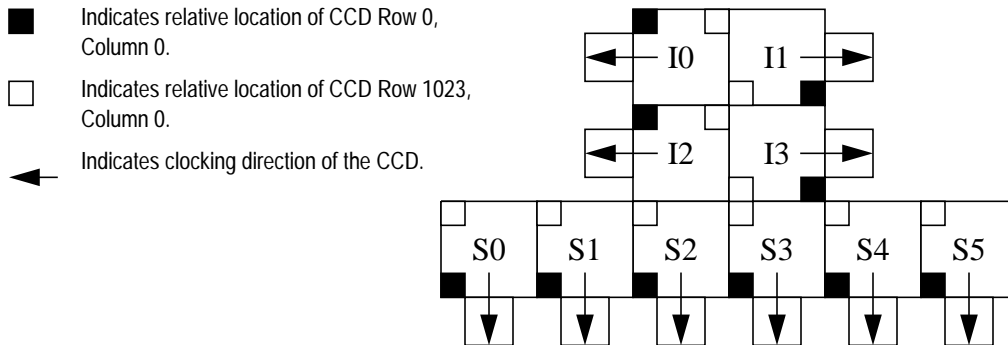 Indicates relative location of CCD Row 0,
Column 0.
Indicates relative location of CCD Row 1023,
Column 0.
Indicates clocking direction of the CCD.
I0 I1
I2 I3
S0 S1 S2 S3 S4 S5